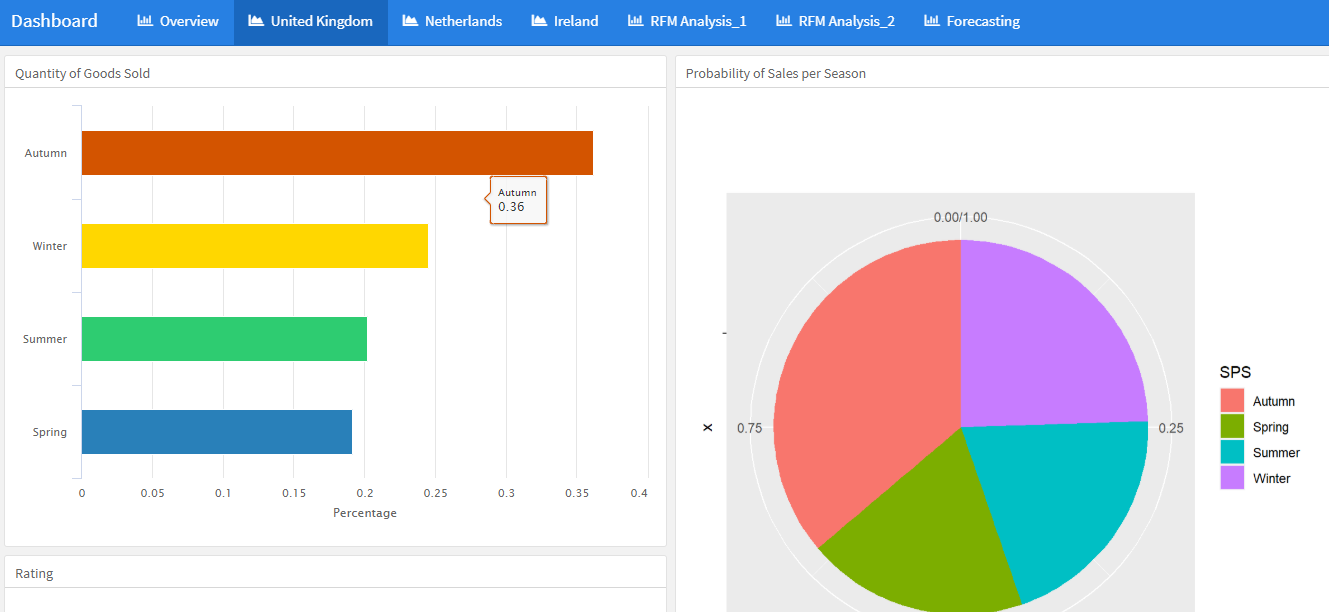 Dashboard Overview United Kingdom Netherlands Ireland RFM Analysis_1 RFM Analysis_2 Forecasting
Quantity of Goods Sold
Autumn
Winter
Summer
Spring
Autumn
0.36
0 0.05 0.1 0.15 0.2 0.25 0.3 0.35 0.4
Percentage
Rating
Probability of Sales per Season
0.00/1.00
0.75
0.25
x
SPS
Autumn
Spring
Summer
Winter